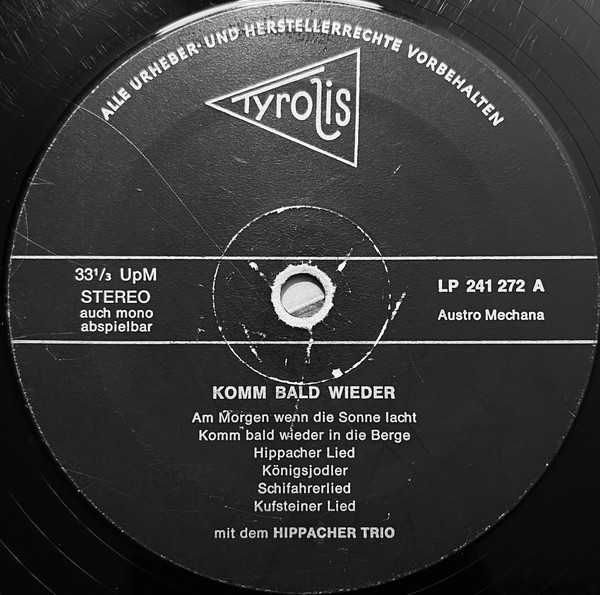 ALLE URHEBER- UND HERSTELLERRECHTE VORBEHALTEN
Tyrolis
33 1/3 UpM
STEREO
auch mono
abspielbar
LP 241 272 A
Austro Mechana
KOMM BALD WIEDER
Am Morgen wenn die Sonne lacht
Komm bald wieder in die Berge
Hippacher Lied
Königsjodler
Schifahrerlied
Kufsteiner Lied
mit dem HIPPACHER TRIO